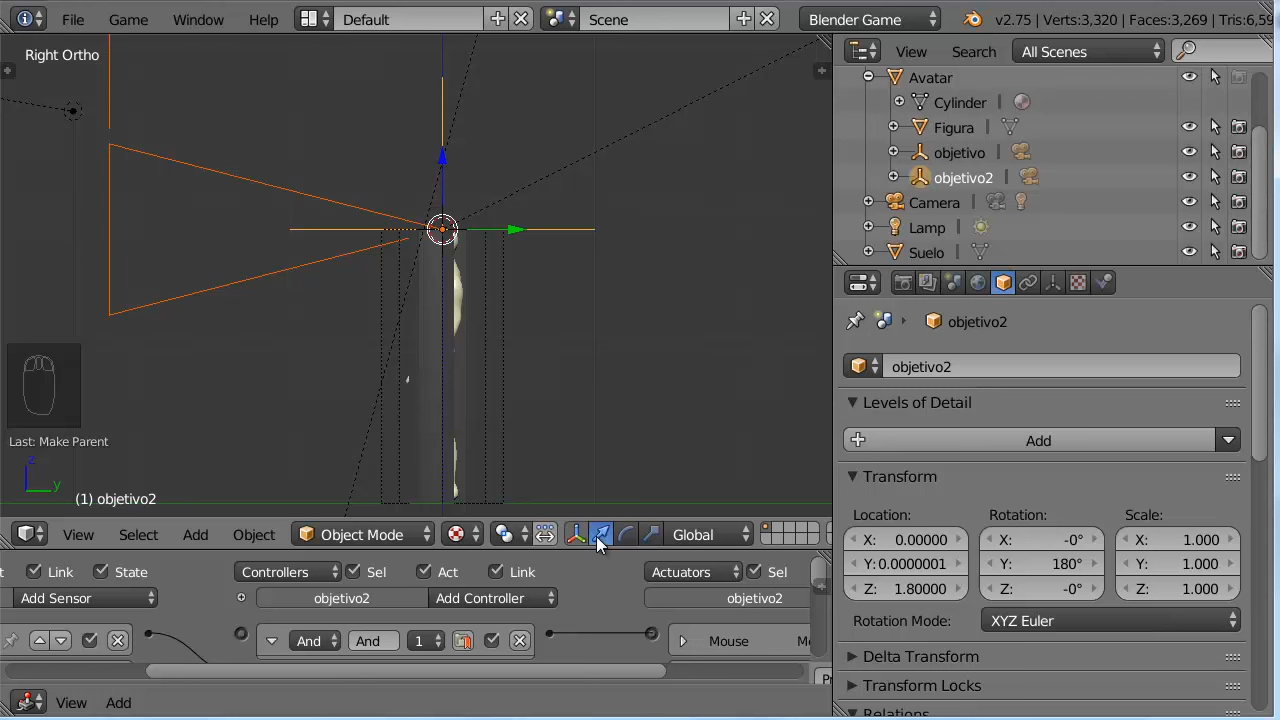 File Game Window Help Default Scene Blender Game v2.75 | Verts:3,320 | Faces:3,269 | Tris:6,59
Right Ortho
View Search All Scenes
Avatar
Cylinder
Figura
objetivo
objetivo2
Camera
Lamp
Suelo
objetivo2
objetivo2
Levels of Detail
Add
Transform
Location: Rotation: Scale:
X: 0.00000 X: -0° X: 1.000
Y:0.0000001 Y: 180° Y: 1.000
Z: 1.80000 Z: -0° Z: 1.000
Rotation Mode: XYZ Euler
Delta Transform
Transform Locks
Relations
Last: Make Parent
z
y
(1) objetivo2
View Select Add Object Object Mode Global
Link State Controllers Sel Act Link Actuators Sel
Add Sensor objetivo2 Add Controller objetivo2
And And 1 Mouse
View Add